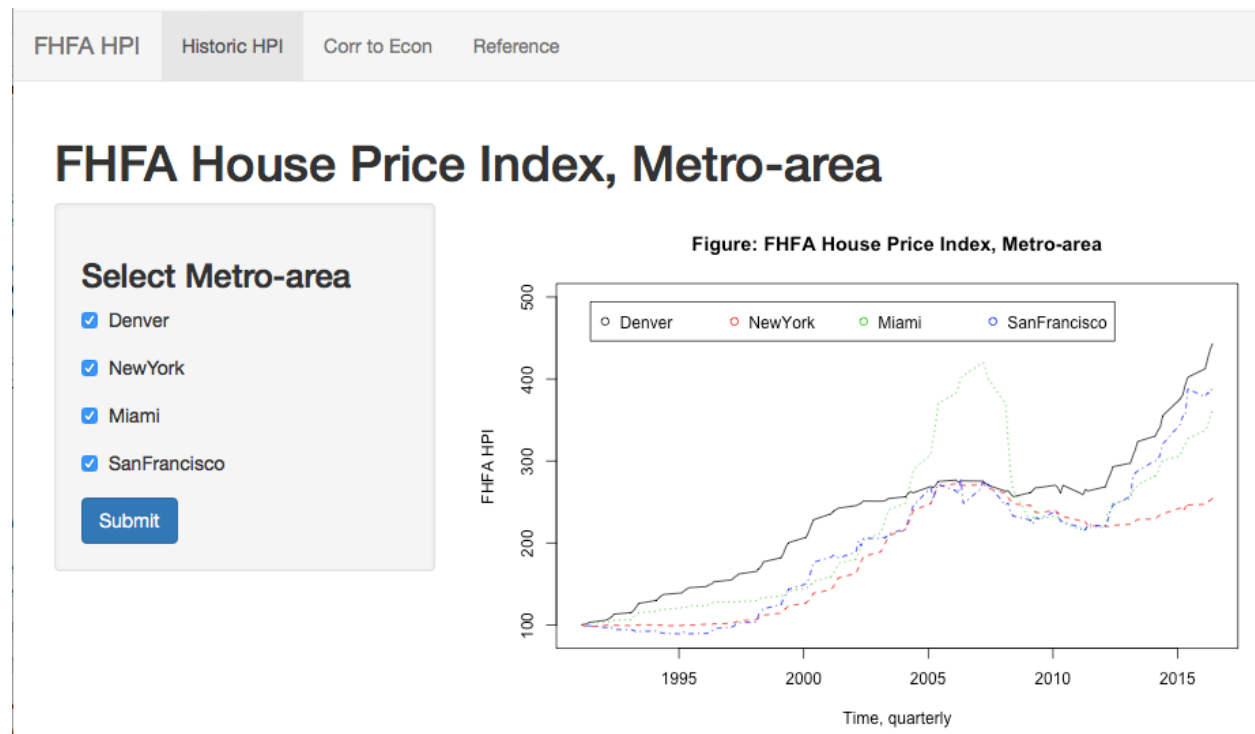 FHFA HPI Historic HPI Corr to Econ Reference
FHFA House Price Index, Metro-area
Select Metro-area
Denver
NewYork
Miami
SanFrancisco
Submit
Figure: FHFA House Price Index, Metro-area
Denver NewYork Miami SanFrancisco
FHFA HPI
500
400
300
200
100
1995 2000 2005 2010 2015
Time, quarterly